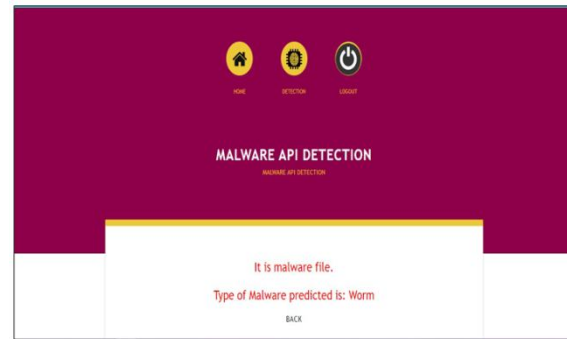 HOME DETECTION LOGOUT
MALWARE API DETECTION
MALWARE API DETECTION
It is malware file.
Type of Malware predicted is: Worm
BACK